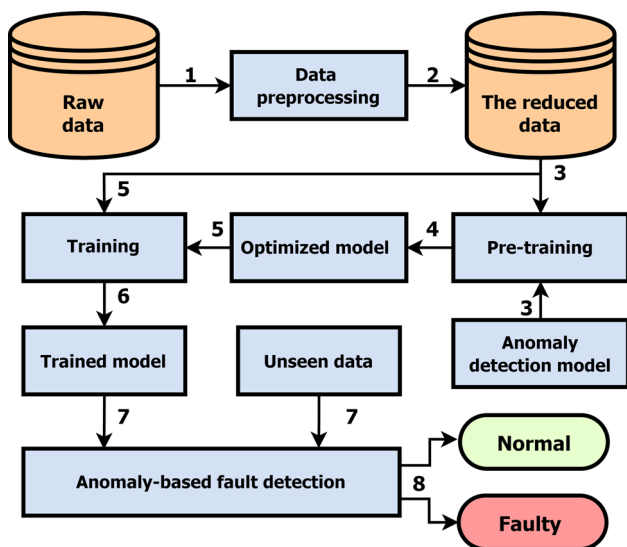 Raw
data
1
Data
preprocessing
2
The reduced
data
3
5
Training
5
Optimized model
4
Pre-training
6
3
Trained model
Unseen data
Anomaly
detection model
7
7
Anomaly-based fault detection
8
Normal
Faulty